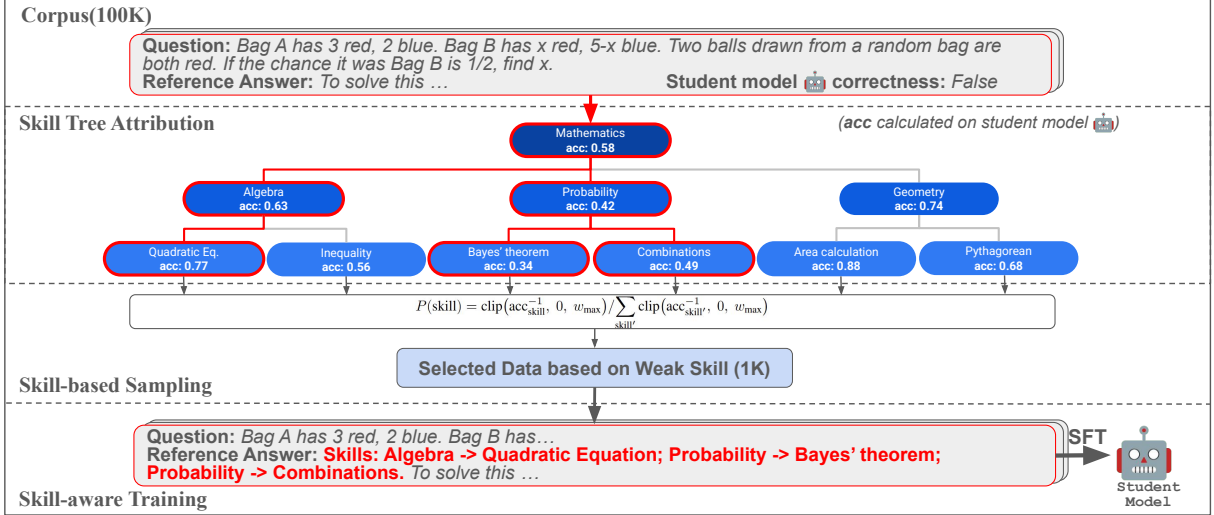 Corpus(100K)
Question: Bag A has 3 red, 2 blue. Bag B has x red, 5-x blue. Two balls drawn from a random bag are
both red. If the chance it was Bag B is 1/2, find x.
Reference Answer: To solve this … Student model 🤖 correctness: False
Skill Tree Attribution
(acc calculated on student model 🤖)
Mathematics
acc: 0.58
Algebra
acc: 0.63
Probability
acc: 0.42
Geometry
acc: 0.74
Quadratic Eq.
acc: 0.77
Inequality
acc: 0.56
Bayes' theorem
acc: 0.34
Combinations
acc: 0.49
Area calculation
acc: 0.88
Pythagorean
acc: 0.68
P(skill) = clip(acc⁻¹_skill, 0, w_max)/∑_skill′ clip(acc⁻¹_skill′, 0, w_max)
Selected Data based on Weak Skill (1K)
Skill-based Sampling
Question: Bag A has 3 red, 2 blue. Bag B has…
Reference Answer: Skills: Algebra -> Quadratic Equation; Probability -> Bayes' theorem;
Probability -> Combinations. To solve this …
SFT
Student
Model
Skill-aware Training